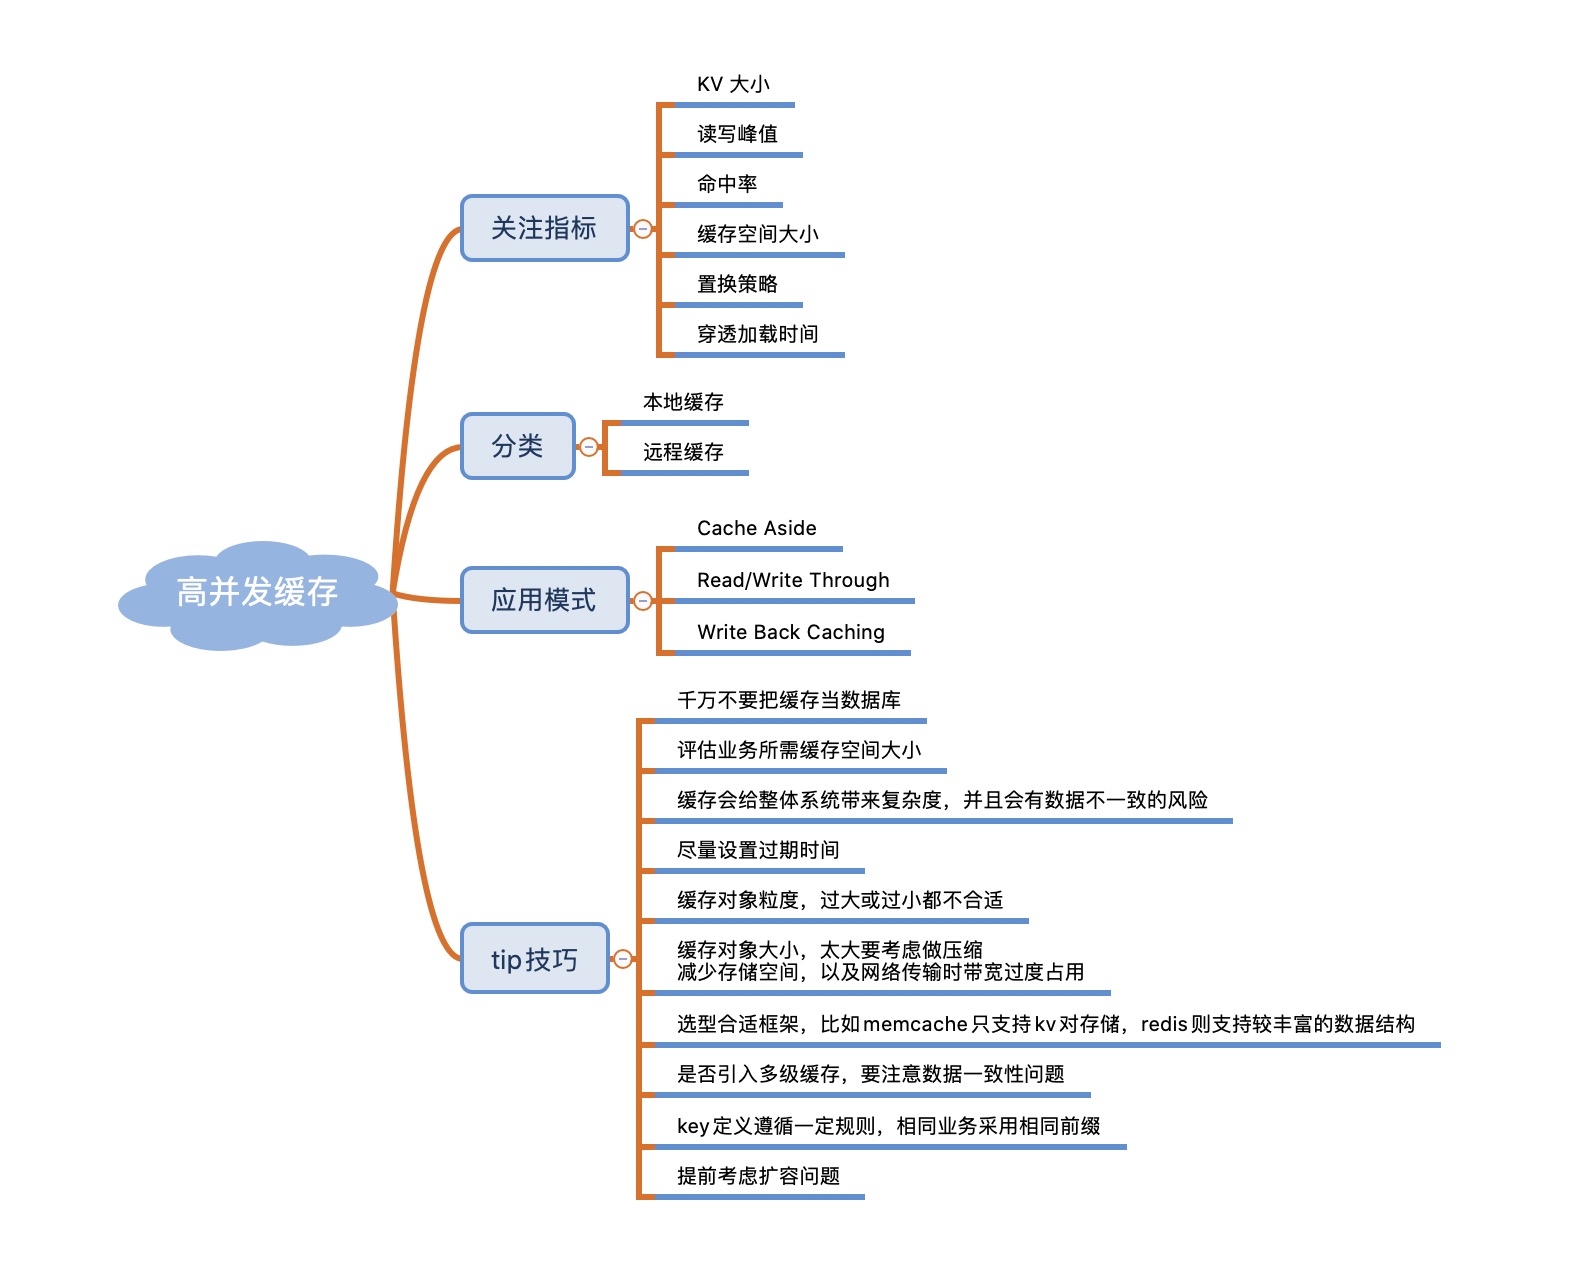 高并发缓存
关注指标
KV 大小
读写峰值
命中率
缓存空间大小
置换策略
穿透加载时间
分类
本地缓存
远程缓存
应用模式
Cache Aside
Read/Write Through
Write Back Caching
tip技巧
千万不要把缓存当数据库
评估业务所需缓存空间大小
缓存会给整体系统带来复杂度，并且会有数据不一致的风险
尽量设置过期时间
缓存对象粒度，过大或过小都不合适
缓存对象大小，太大要考虑做压缩
减少存储空间，以及网络传输时带宽过度占用
选型合适框架，比如memcache只支持kv对存储，redis则支持较丰富的数据结构
是否引入多级缓存，要注意数据一致性问题
key定义遵循一定规则，相同业务采用相同前缀
提前考虑扩容问题